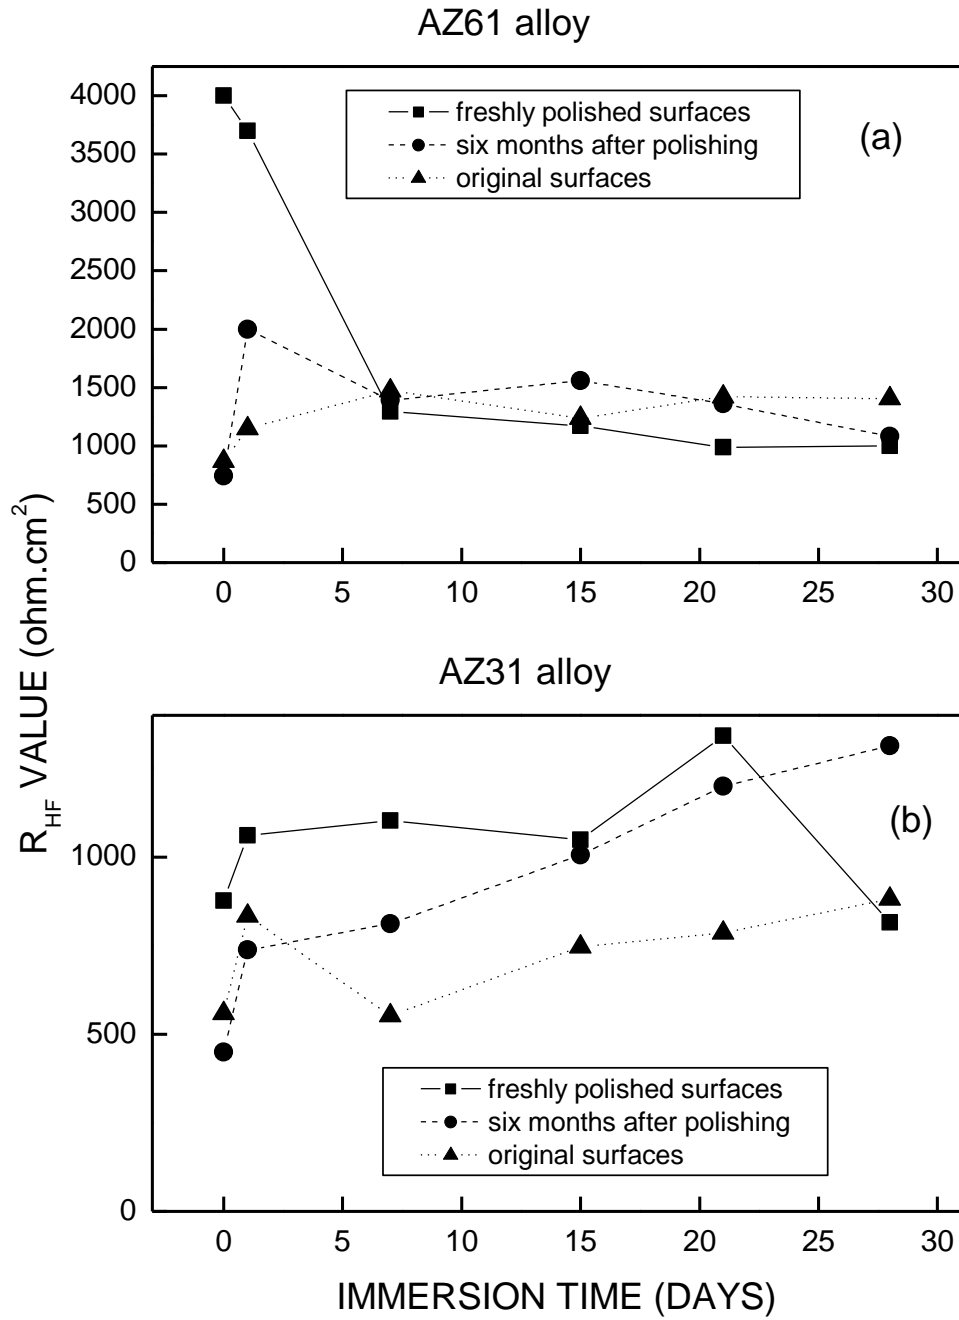 AZ61 alloy
4000
3500
3000
2500
2000
1500
1000
500
0
freshly polished surfaces
six months after polishing
original surfaces
(a)
0 5 10 15 20 25 30
R_HF VALUE (ohm.cm²)
AZ31 alloy
1000
500
0
(b)
freshly polished surfaces
six months after polishing
original surfaces
0 5 10 15 20 25 30
IMMERSION TIME (DAYS)